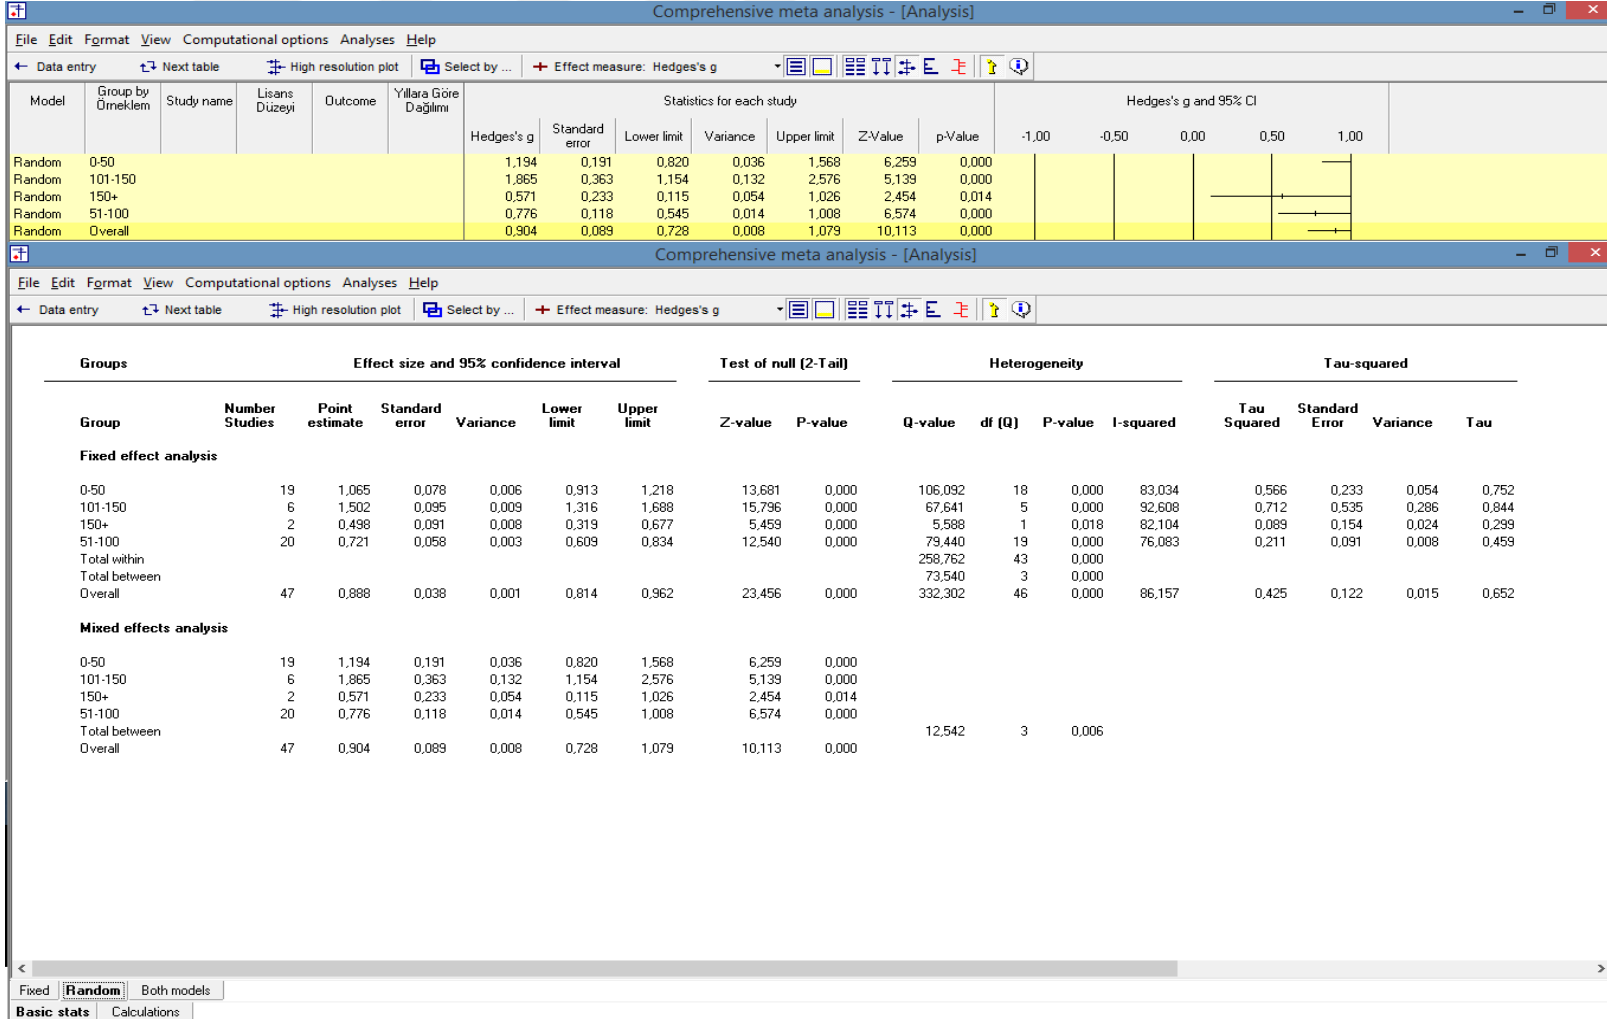 Comprehensive meta analysis - [Analysis]
File Edit Format View Computational options Analyses Help
← Data entry Next table High resolution plot Select by ... + Effect measure: Hedges's g
Model Group by Örneklem Study name Lisans Düzeyi Outcome Yıllara Göre Dağılımı Statistics for each study Hedges's g and 95% CI
Hedges's g Standard error Lower limit Variance Upper limit Z-Value p-Value -1,00 -0,50 0,00 0,50 1,00
Random 0-50 1,194 0,191 0,820 0,036 1,568 6,259 0,000
Random 101-150 1,865 0,363 1,154 0,132 2,576 5,139 0,000
Random 150+ 0,571 0,233 0,115 0,054 1,026 2,454 0,014
Random 51-100 0,776 0,118 0,545 0,014 1,008 6,574 0,000
Random Overall 0,904 0,089 0,728 0,008 1,079 10,113 0,000
Comprehensive meta analysis - [Analysis]
File Edit Format View Computational options Analyses Help
← Data entry Next table High resolution plot Select by ... + Effect measure: Hedges's g
Groups Effect size and 95% confidence interval Test of null (2-Tail) Heterogeneity Tau-squared
Group Number Studies Point estimate Standard error Variance Lower limit Upper limit Z-value P-value Q-value df (Q) P-value I-squared Tau Squared Standard Error Variance Tau
Fixed effect analysis
0-50 19 1,065 0,078 0,006 0,913 1,218 13,681 0,000 106,092 18 0,000 83,034 0,566 0,233 0,054 0,752
101-150 6 1,502 0,095 0,009 1,316 1,688 15,796 0,000 67,641 5 0,000 92,608 0,712 0,535 0,286 0,844
150+ 2 0,498 0,091 0,008 0,319 0,677 5,459 0,000 5,588 1 0,018 82,104 0,089 0,154 0,024 0,299
51-100 20 0,721 0,058 0,003 0,609 0,834 12,540 0,000 79,440 19 0,000 76,083 0,211 0,091 0,008 0,459
Total within 258,762 43 0,000
Total between 73,540 3 0,000
Overall 47 0,888 0,038 0,001 0,814 0,962 23,456 0,000 332,302 46 0,000 86,157 0,425 0,122 0,015 0,652
Mixed effects analysis
0-50 19 1,194 0,191 0,036 0,820 1,568 6,259 0,000
101-150 6 1,865 0,363 0,132 1,154 2,576 5,139 0,000
150+ 2 0,571 0,233 0,054 0,115 1,026 2,454 0,014
51-100 20 0,776 0,118 0,014 0,545 1,008 6,574 0,000
Total between 12,542 3 0,006
Overall 47 0,904 0,089 0,008 0,728 1,079 10,113 0,000
Fixed Random Both models
Basic stats Calculations